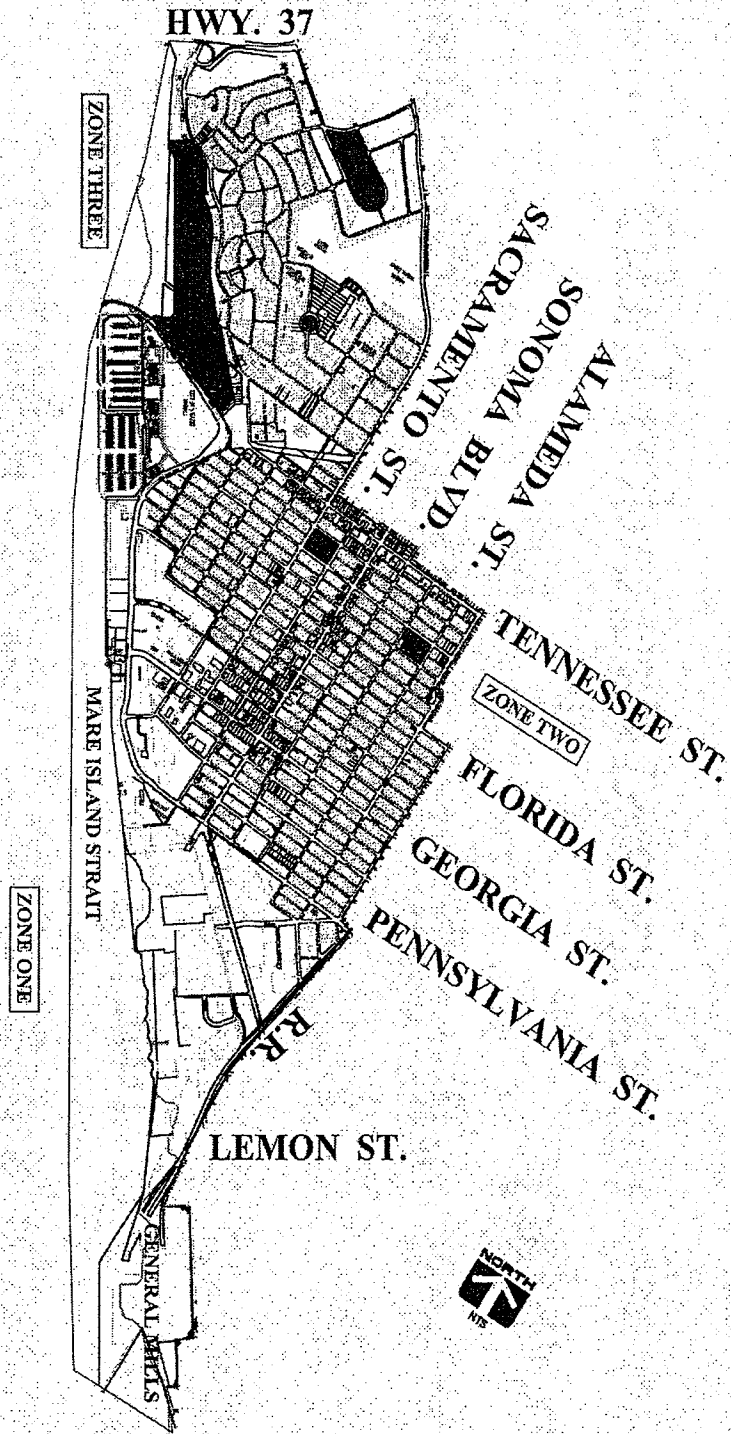 HWY. 37
ZONE THREE
SACRAMENTO ST.
SONOMA BLVD.
ALAMEDA ST.
TENNESSEE ST.
ZONE TWO
FLORIDA ST.
GEORGIA ST.
PENNSYLVANIA ST.
MARE ISLAND STRAIT
ZONE ONE
R.R.
LEMON ST.
GENERAL MILLS
NORTH
NTS